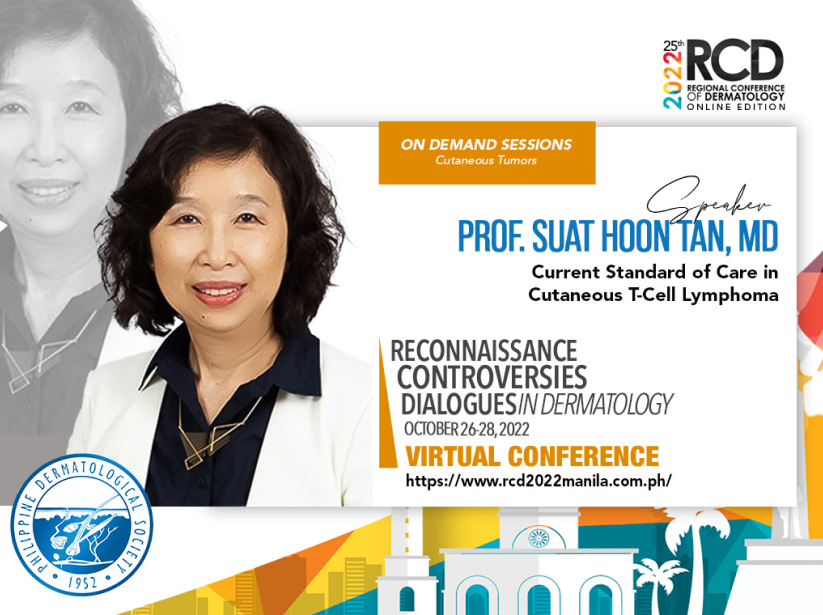 25th
2022
RCD
REGIONAL CONFERENCE
OF DERMATOLOGY
ONLINE EDITION
ON DEMAND SESSIONS
Cutaneous Tumors
Speaker
PROF. SUAT HOON TAN, MD
Current Standard of Care in
Cutaneous T-Cell Lymphoma
RECONNAISSANCE
CONTROVERSIES
DIALOGUES IN DERMATOLOGY
OCTOBER 26-28, 2022
VIRTUAL CONFERENCE
https://www.rcd2022manila.com.ph/
PHILIPPINE DERMATOLOGICAL SOCIETY
• 1952 •